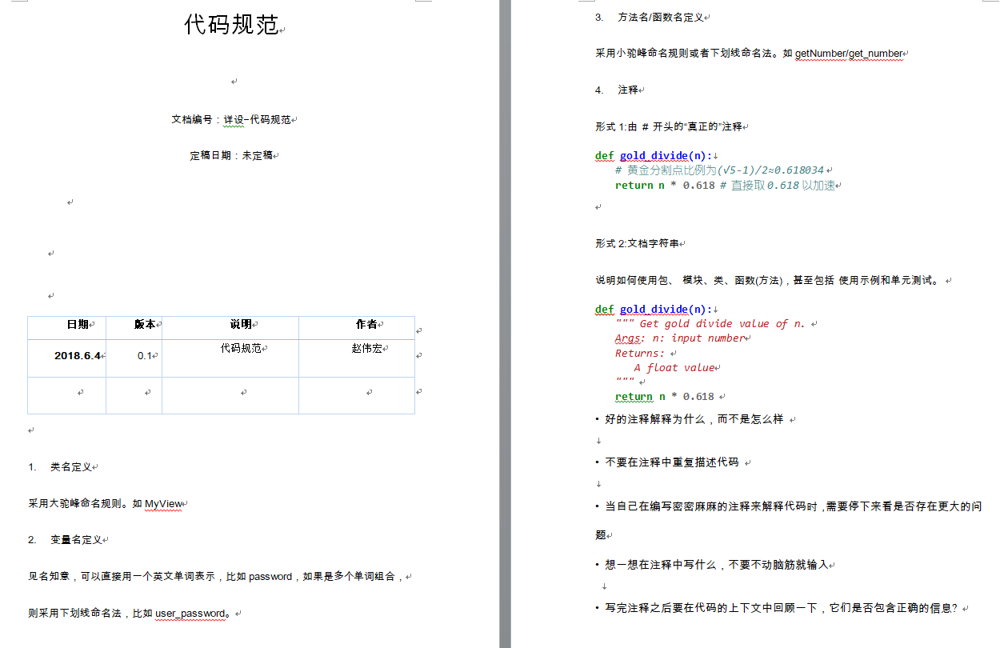 代码规范
文档编号：详设-代码规范
定稿日期：未定稿
日期 版本 说明 作者
2018.6.4 0.1 代码规范 赵伟宏
1. 类名定义
采用大驼峰命名规则。如 MyView
2. 变量名定义
见名知意，可以直接用一个英文单词表示，比如 password，如果是多个单词组合，
则采用下划线命名法，比如 user_password。
3. 方法名/函数名定义
采用小驼峰命名规则或者下划线命名法。如 getNumber/get_number
4. 注释
形式 1:由 # 开头的“真正的”注释
def gold_divide(n):
# 黄金分割点比例为(√5-1)/2≈0.618034
return n * 0.618 # 直接取 0.618 以加速
形式 2:文档字符串
说明如何使用包、 模块、类、函数(方法)，甚至包括 使用示例和单元测试。
def gold_divide(n):
""" Get gold divide value of n.
Args: n: input number
Returns:
A float value
"""
return n * 0.618
• 好的注释解释为什么，而不是怎么样
• 不要在注释中重复描述代码
• 当自己在编写密密麻麻的注释来解释代码时,需要停下来看是否存在更大的问
题
• 想一想在注释中写什么，不要不动脑筋就输入
• 写完注释之后要在代码的上下文中回顾一下，它们是否包含正确的信息?